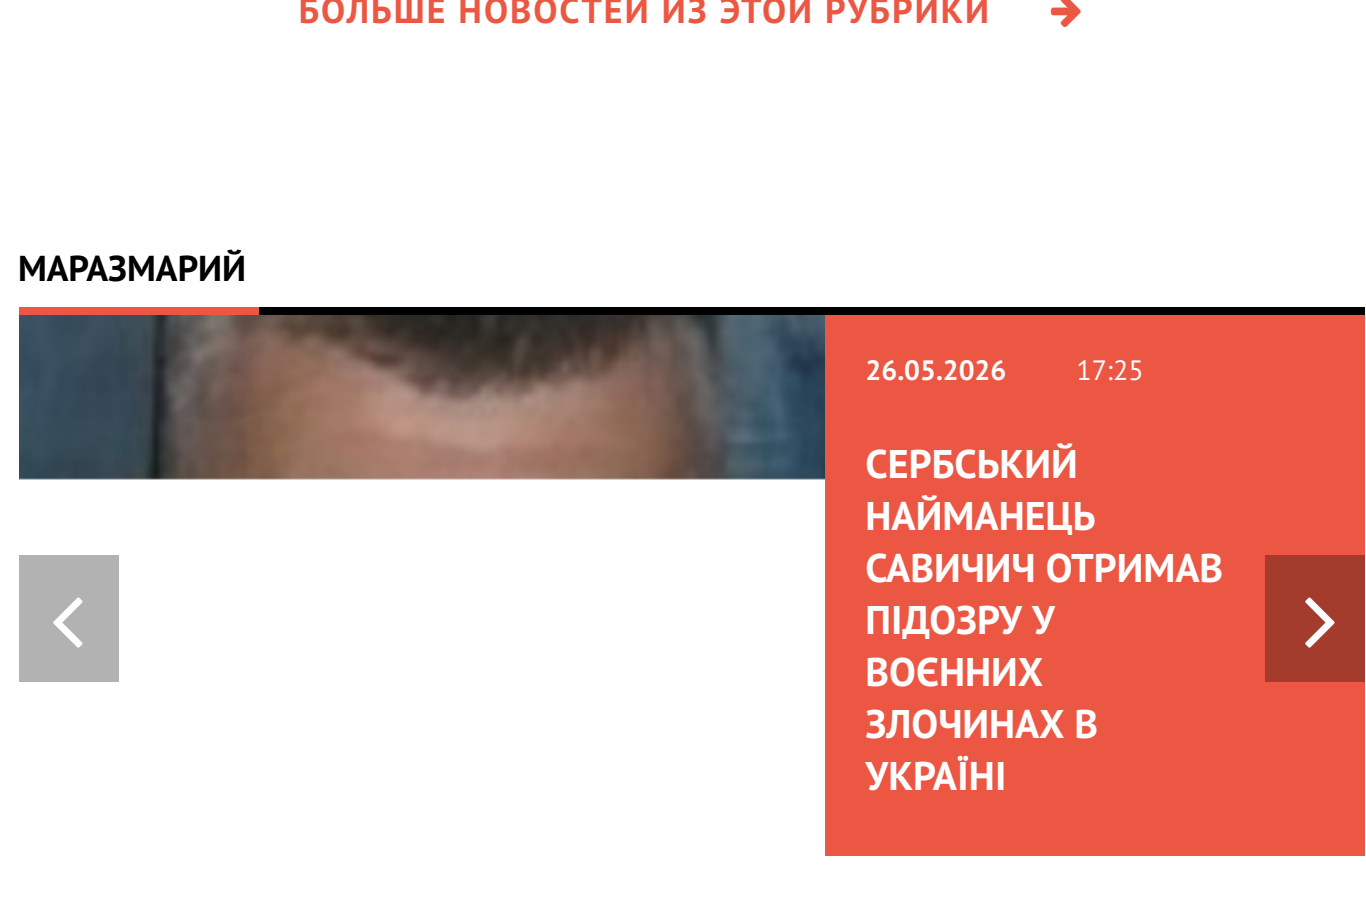 БОЛЬШЕ НОВОСТЕЙ ИЗ ЭТОЙ РУБРИКИ
МАРАЗМАРИЙ
26.05.2026 17:25
СЕРБСЬКИЙ
НАЙМАНЕЦЬ
САВИЧИЧ ОТРИМАВ
ПІДОЗРУ У
ВОЄННИХ
ЗЛОЧИНАХ В
УКРАЇНІ